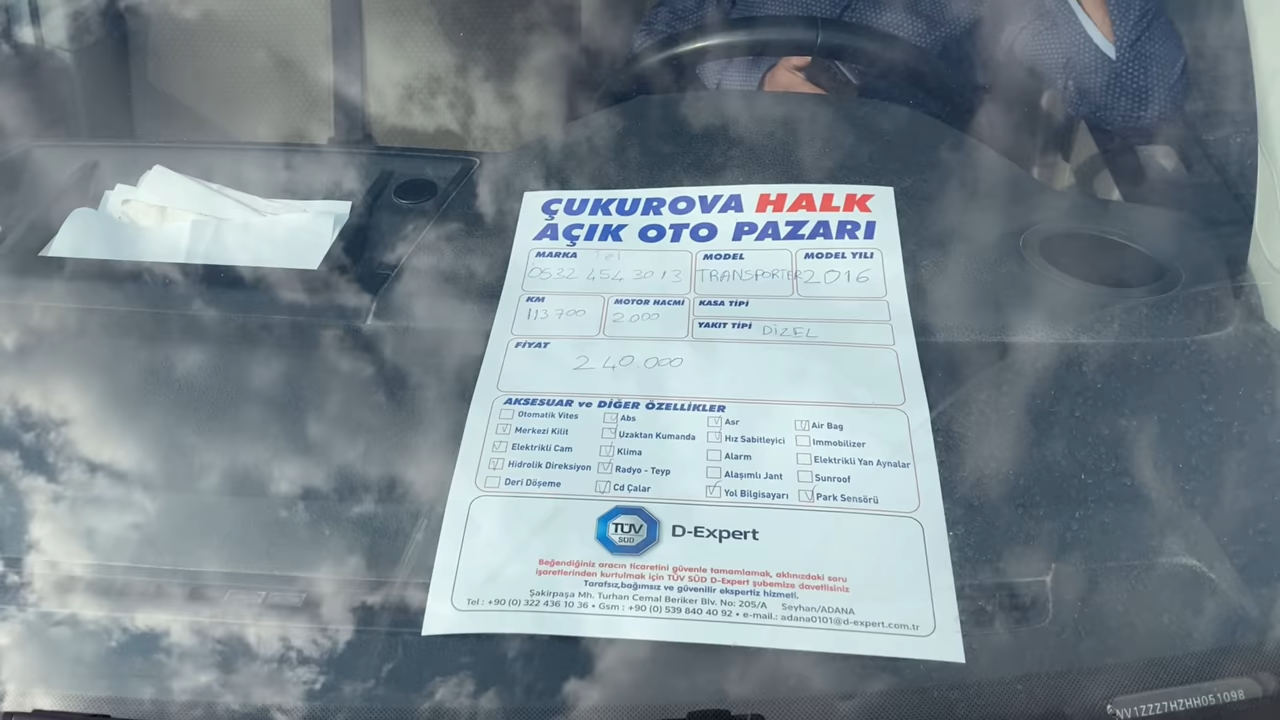 ÇUKUROVA HALK
AÇIK OTO PAZARI
MARKA Tel
0532 454 30 13
MODEL
TRANSPORTER
MODEL YILI
2016
KM
113700
MOTOR HACMİ
2.000
KASA TİPİ
YAKIT TİPİ DİZEL
FİYAT
240.000
AKSESUAR ve DİĞER ÖZELLİKLER
Otomatik Vites
Abs
Asr
Air Bag
Merkezi Kilit
Uzaktan Kumanda
Hız Sabitleyici
Immobilizer
Elektrikli Cam
Klima
Alarm
Elektrikli Yan Aynalar
Hidrolik Direksiyon
Radyo - Teyp
Alaşımlı Jant
Sunroof
Deri Döşeme
Cd Çalar
Yol Bilgisayarı
Park Sensörü
TÜV
SÜD
D-Expert
Beğendiğiniz aracın ticaretini güvenle tamamlamak, aklınızdaki soru
işaretlerinden kurtulmak için TÜV SÜD D-Expert şubemize davetlisiniz
Tarafsız,bağımsız ve güvenilir ekspertiz hizmeti.
Şakirpaşa Mh. Turhan Cemal Beriker Blv. No: 205/A Seyhan/ADANA
Tel : +90 (0) 322 436 10 36 • Gsm : +90 (0) 539 840 40 92 • e-mail.: adana0101@d-expert.com.tr
NV1ZZZ7HZHH051098